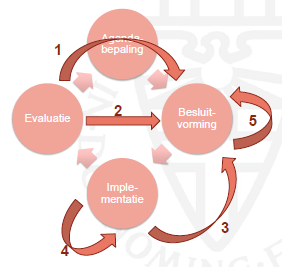 Agenda-
bepaling
1
Evaluatie
2
Besluit-
vorming
5
Imple-
mentatie
3
4